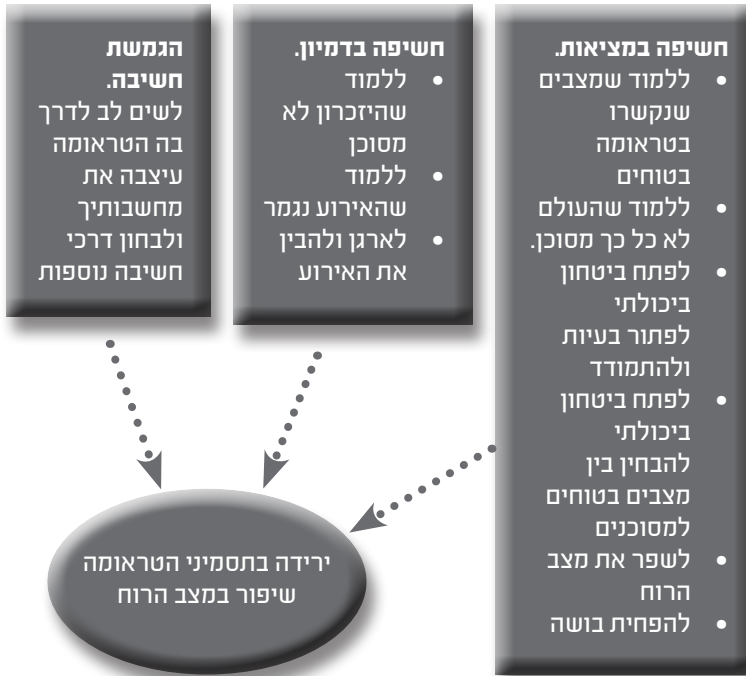 חשיפה במציאות.
• ללמוד שמצבים
שנקשרו
בטראומה
בטוחים
• ללמוד שהעולם
לא כל כך מסוכן.
• לפתח ביטחון
ביכולתי
לפתור בעיות
ולהתמודד
• לפתח ביטחון
ביכולתי
להבחין בין
מצבים בטוחים
למסוכנים
• לשפר את מצב
הרוח
• להפחית בושה
חשיפה בדמיון.
• ללמוד
שהיזכרון לא
מסוכן
• ללמוד
שהאירוע נגמר
• לארגן ולהבין
את האירוע
הגמשת
חשיבה.
לשים לב לדרך
בה הטראומה
עיצבה את
מחשבותיך
ולבחון דרכי
חשיבה נוספות
ירידה בתסמיני הטראומה
שיפור במצב הרוח